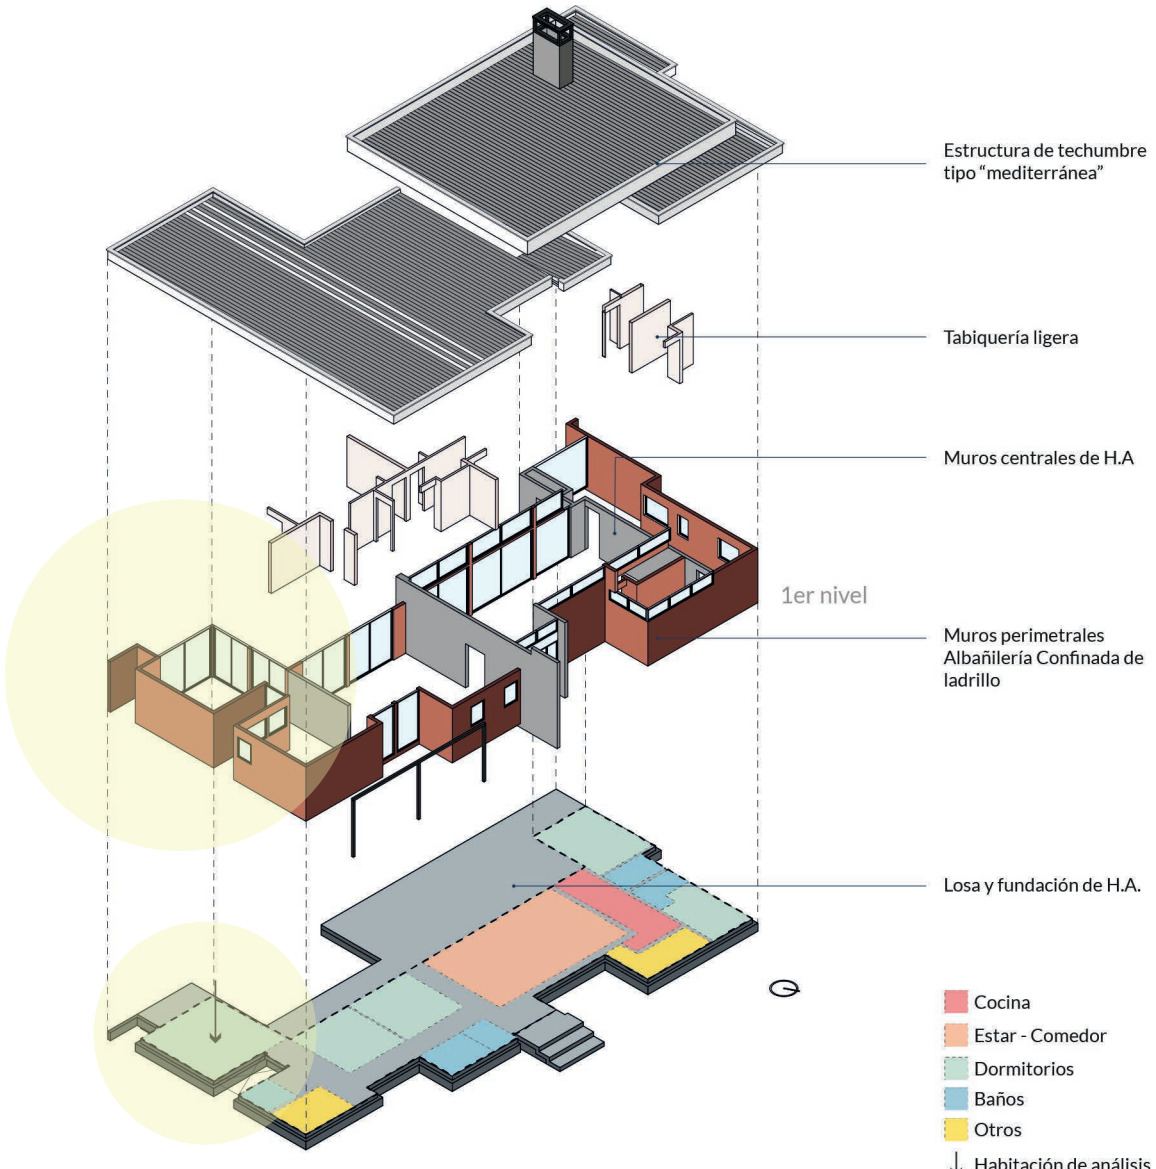 Estructura de techumbre
tipo “mediterránea”
Tabiquería ligera
Muros centrales de H.A
1er nivel
Muros perimetrales
Albañilería Confinada de
ladrillo
Losa y fundación de H.A.
Cocina
Estar - Comedor
Dormitorios
Baños
Otros
Habitación de análisis